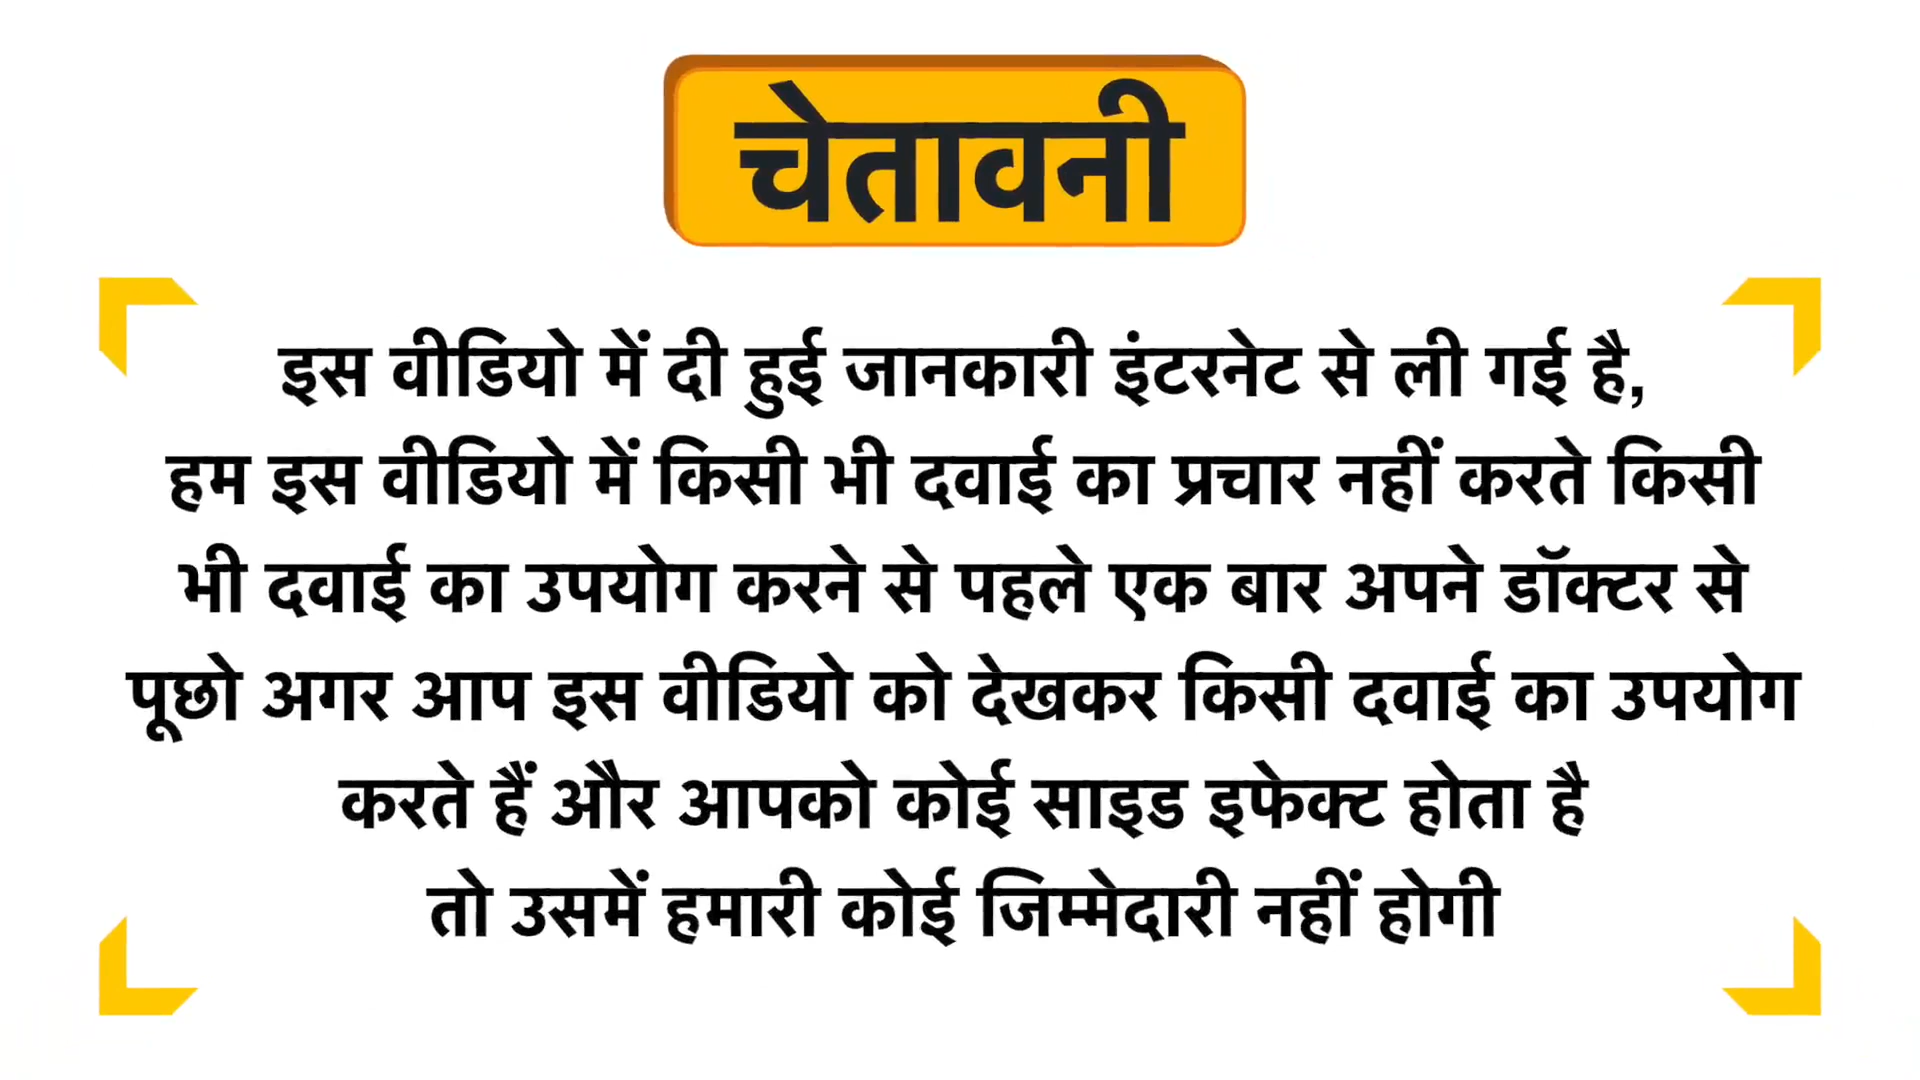 चेतावनी
इस वीडियो में दी हुई जानकारी इंटरनेट से ली गई है,
हम इस वीडियो में किसी भी दवाई का प्रचार नहीं करते किसी
भी दवाई का उपयोग करने से पहले एक बार अपने डॉक्टर से
पूछो अगर आप इस वीडियो को देखकर किसी दवाई का उपयोग
करते हैं और आपको कोई साइड इफेक्ट होता है
तो उसमें हमारी कोई जिम्मेदारी नहीं होगी